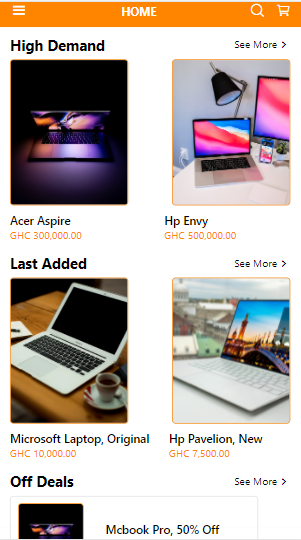 HOME
High Demand
See More
Acer Aspire
Hp Envy
GHC 300,000.00
GHC 500,000.00
Last Added
See More
Microsoft Laptop, Original
Hp Pavelion, New
GHC 10,000.00
GHC 7,500.00
Off Deals
See More
Mcbook Pro, 50% Off